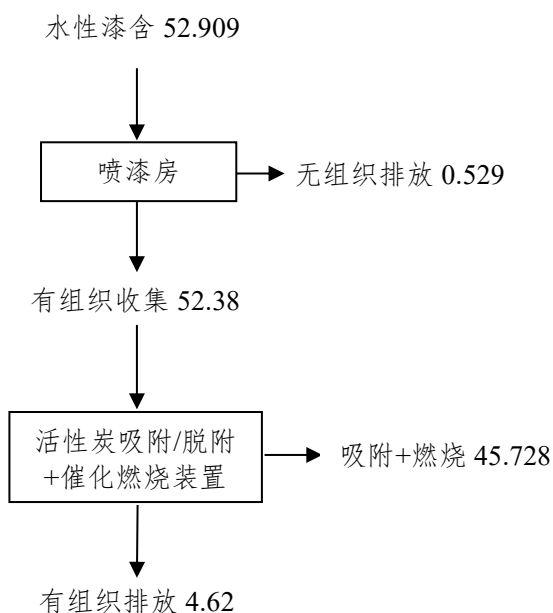 水性漆含 52.909
喷漆房
无组织排放 0.529
有组织收集 52.38
活性炭吸附/脱附
+催化燃烧装置
吸附+燃烧 45.728
有组织排放 4.62